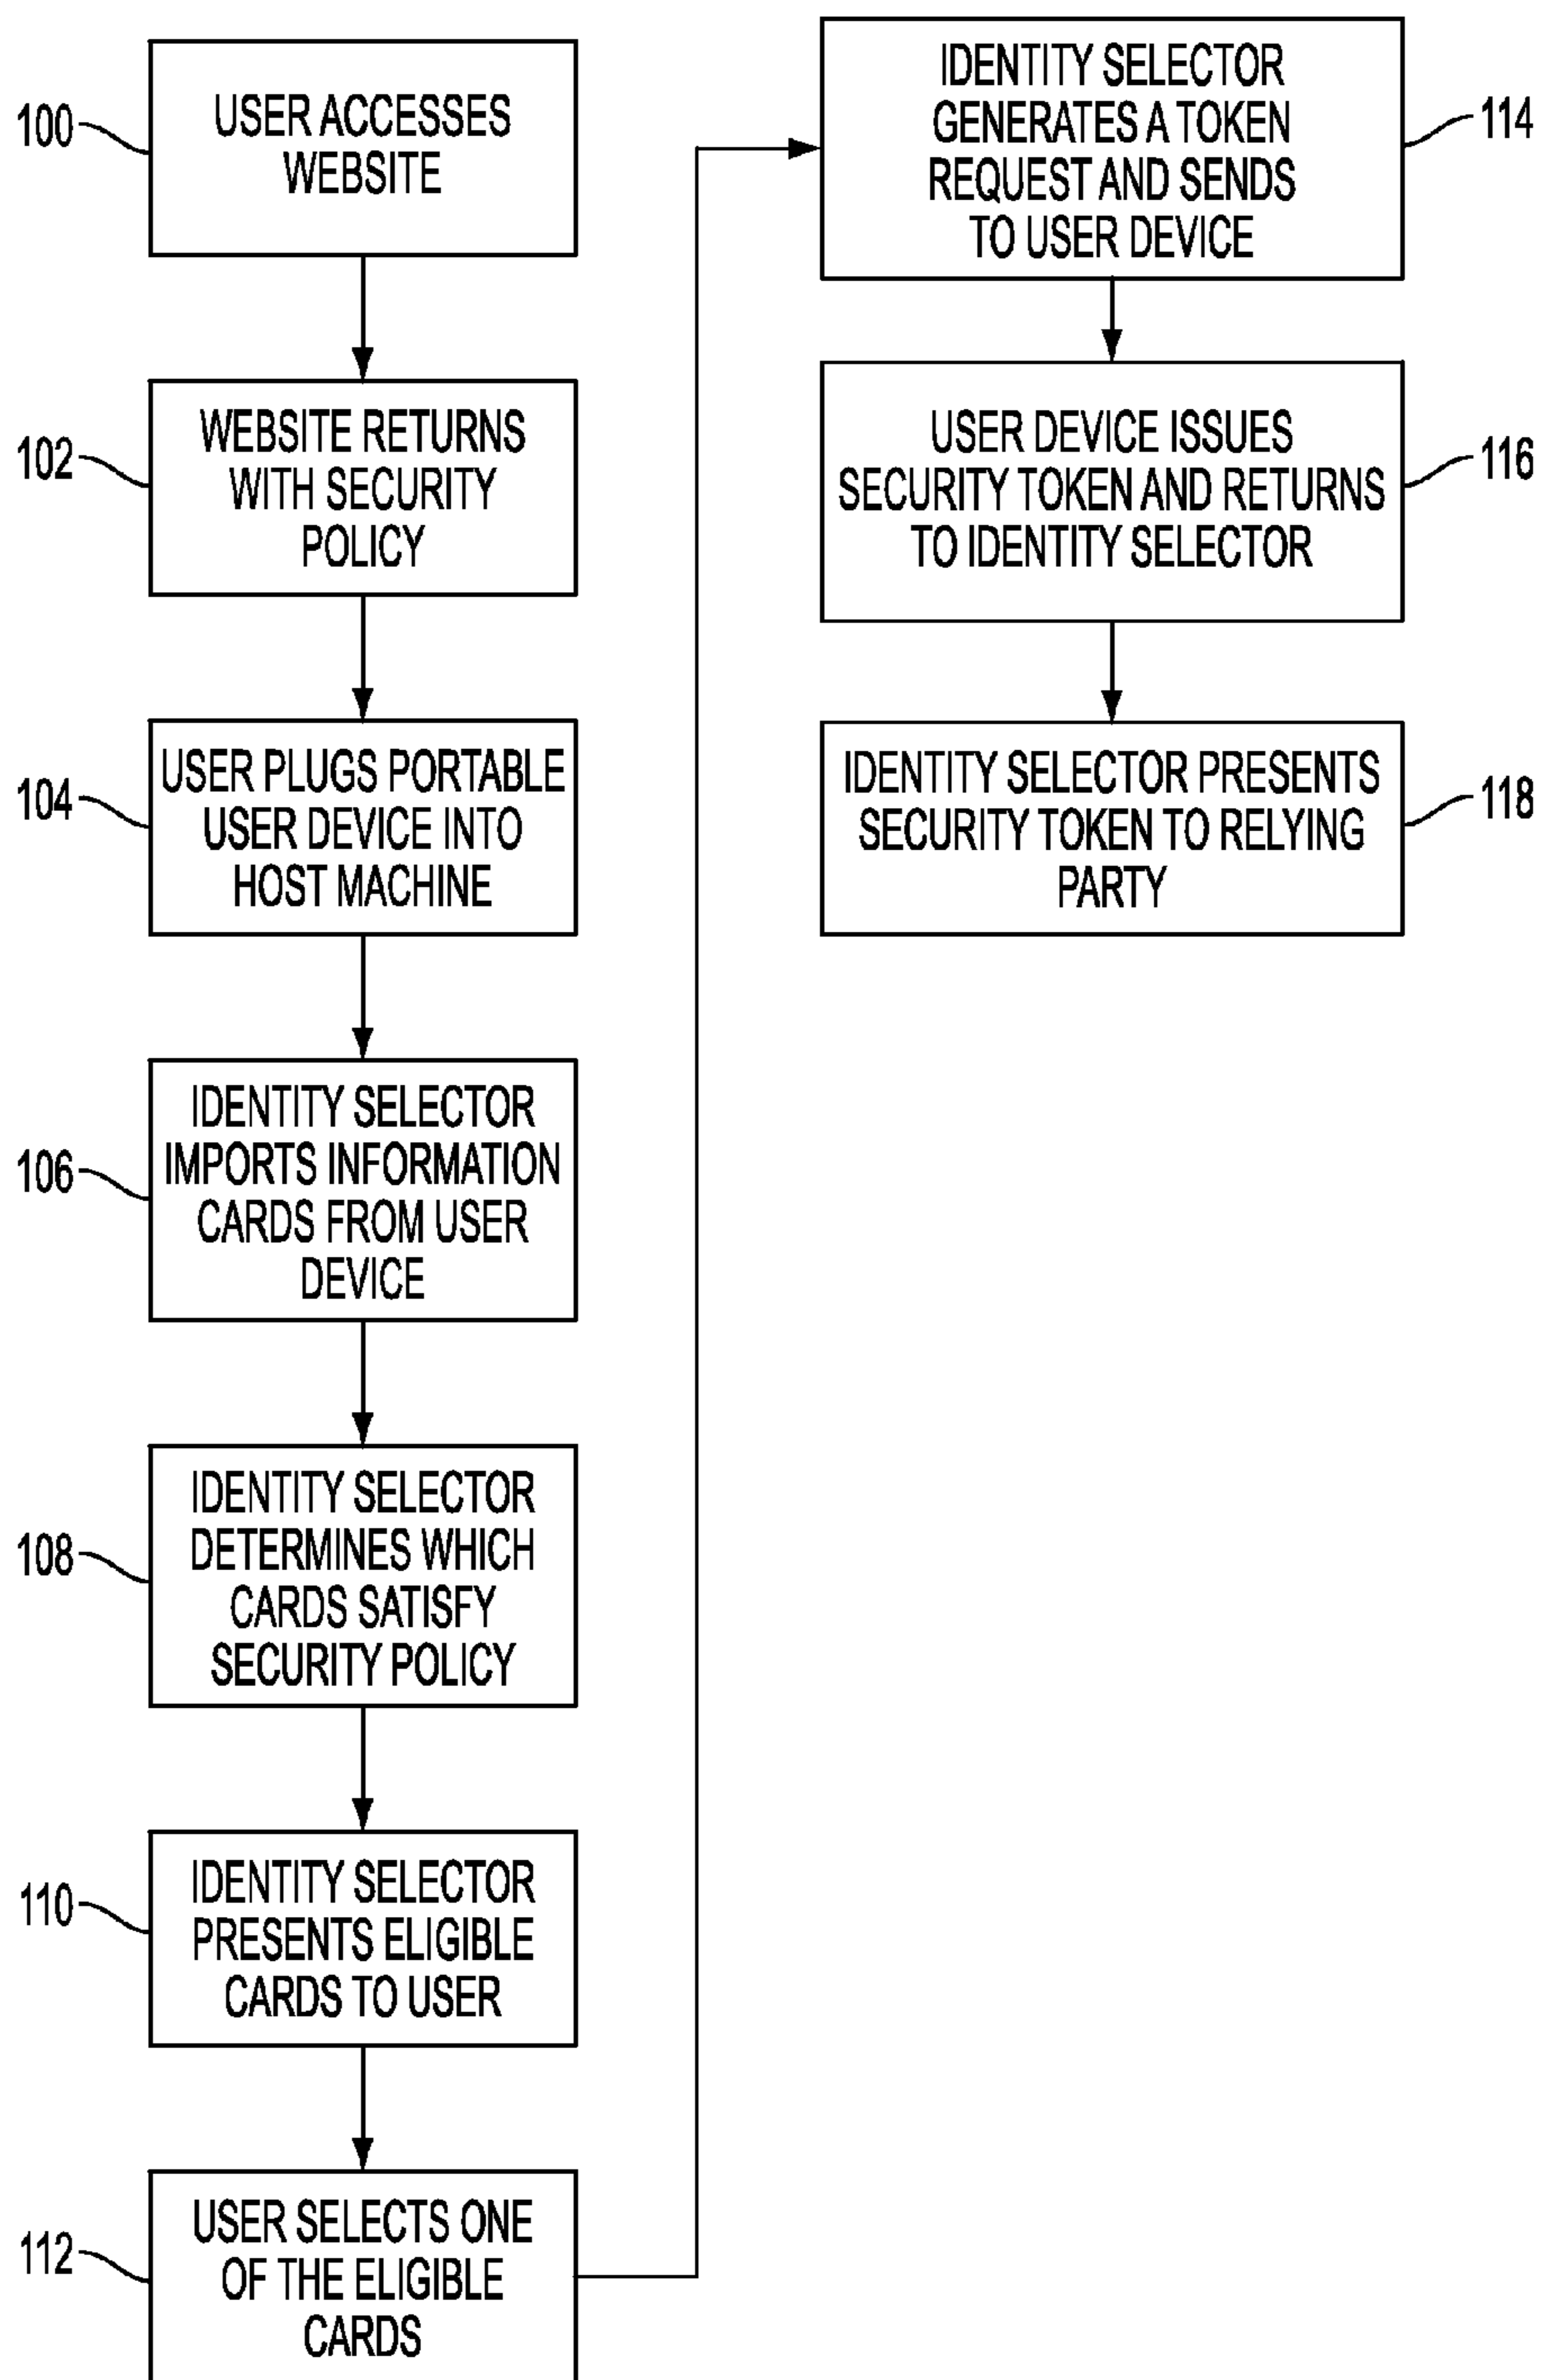 100
USER ACCESSES
WEBSITE
102
WEBSITE RETURNS
WITH SECURITY
POLICY
104
USER PLUGS PORTABLE
USER DEVICE INTO
HOST MACHINE
106
IDENTITY SELECTOR
IMPORTS INFORMATION
CARDS FROM USER
DEVICE
108
IDENTITY SELECTOR
DETERMINES WHICH
CARDS SATISFY
SECURITY POLICY
110
IDENTITY SELECTOR
PRESENTS ELIGIBLE
CARDS TO USER
112
USER SELECTS ONE
OF THE ELIGIBLE
CARDS
IDENTITY SELECTOR
GENERATES A TOKEN
REQUEST AND SENDS
TO USER DEVICE
114
USER DEVICE ISSUES
SECURITY TOKEN AND RETURNS
TO IDENTITY SELECTOR
116
IDENTITY SELECTOR PRESENTS
SECURITY TOKEN TO RELYING
PARTY
118